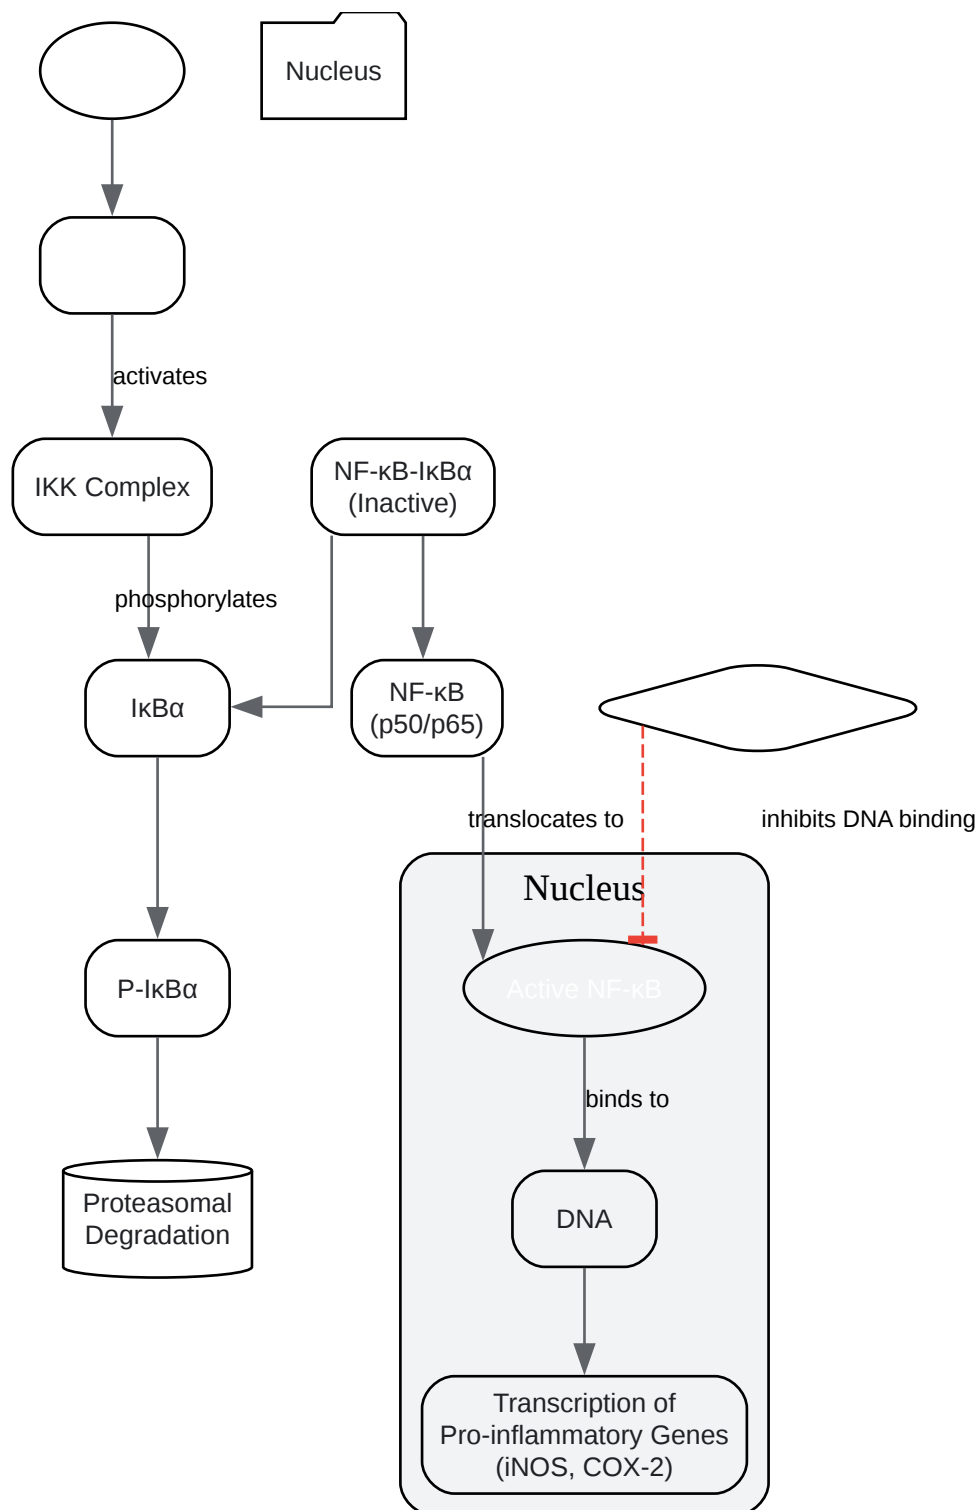 Nucleus
activates
IKK Complex
NF-κB-IκBα
(Inactive)
phosphorylates
IκBα
NF-κB
(p50/p65)
translocates to
inhibits DNA binding
Nucleus
P-IκBα
Active NF-κB
binds to
Proteasomal
Degradation
DNA
Transcription of
Pro-inflammatory Genes
(iNOS, COX-2)